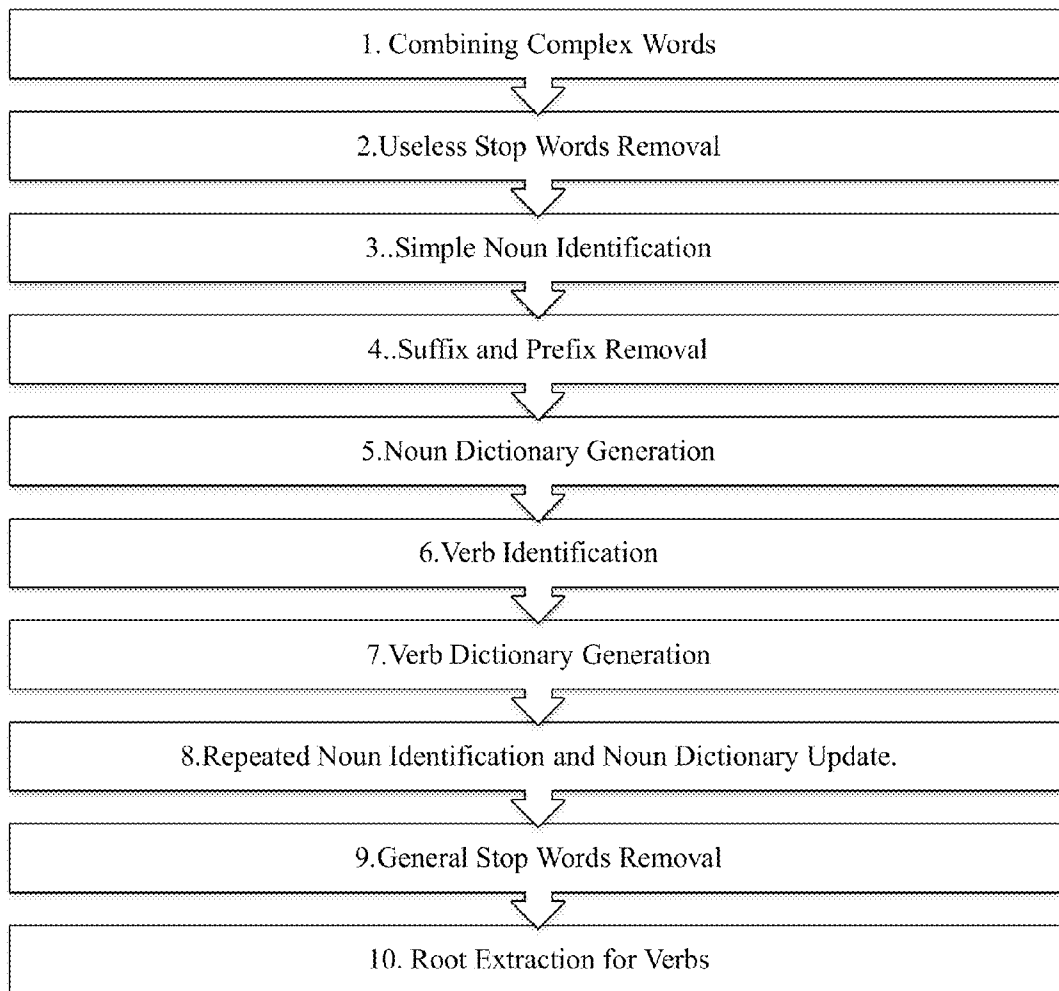 1. Combining Complex Words
2.Useless Stop Words Removal
3..Simple Noun Identification
4..Suffix and Prefix Removal
5.Noun Dictionary Generation
6.Verb Identification
7.Verb Dictionary Generation
8.Repeated Noun Identification and Noun Dictionary Update.
9.General Stop Words Removal
10. Root Extraction for Verbs